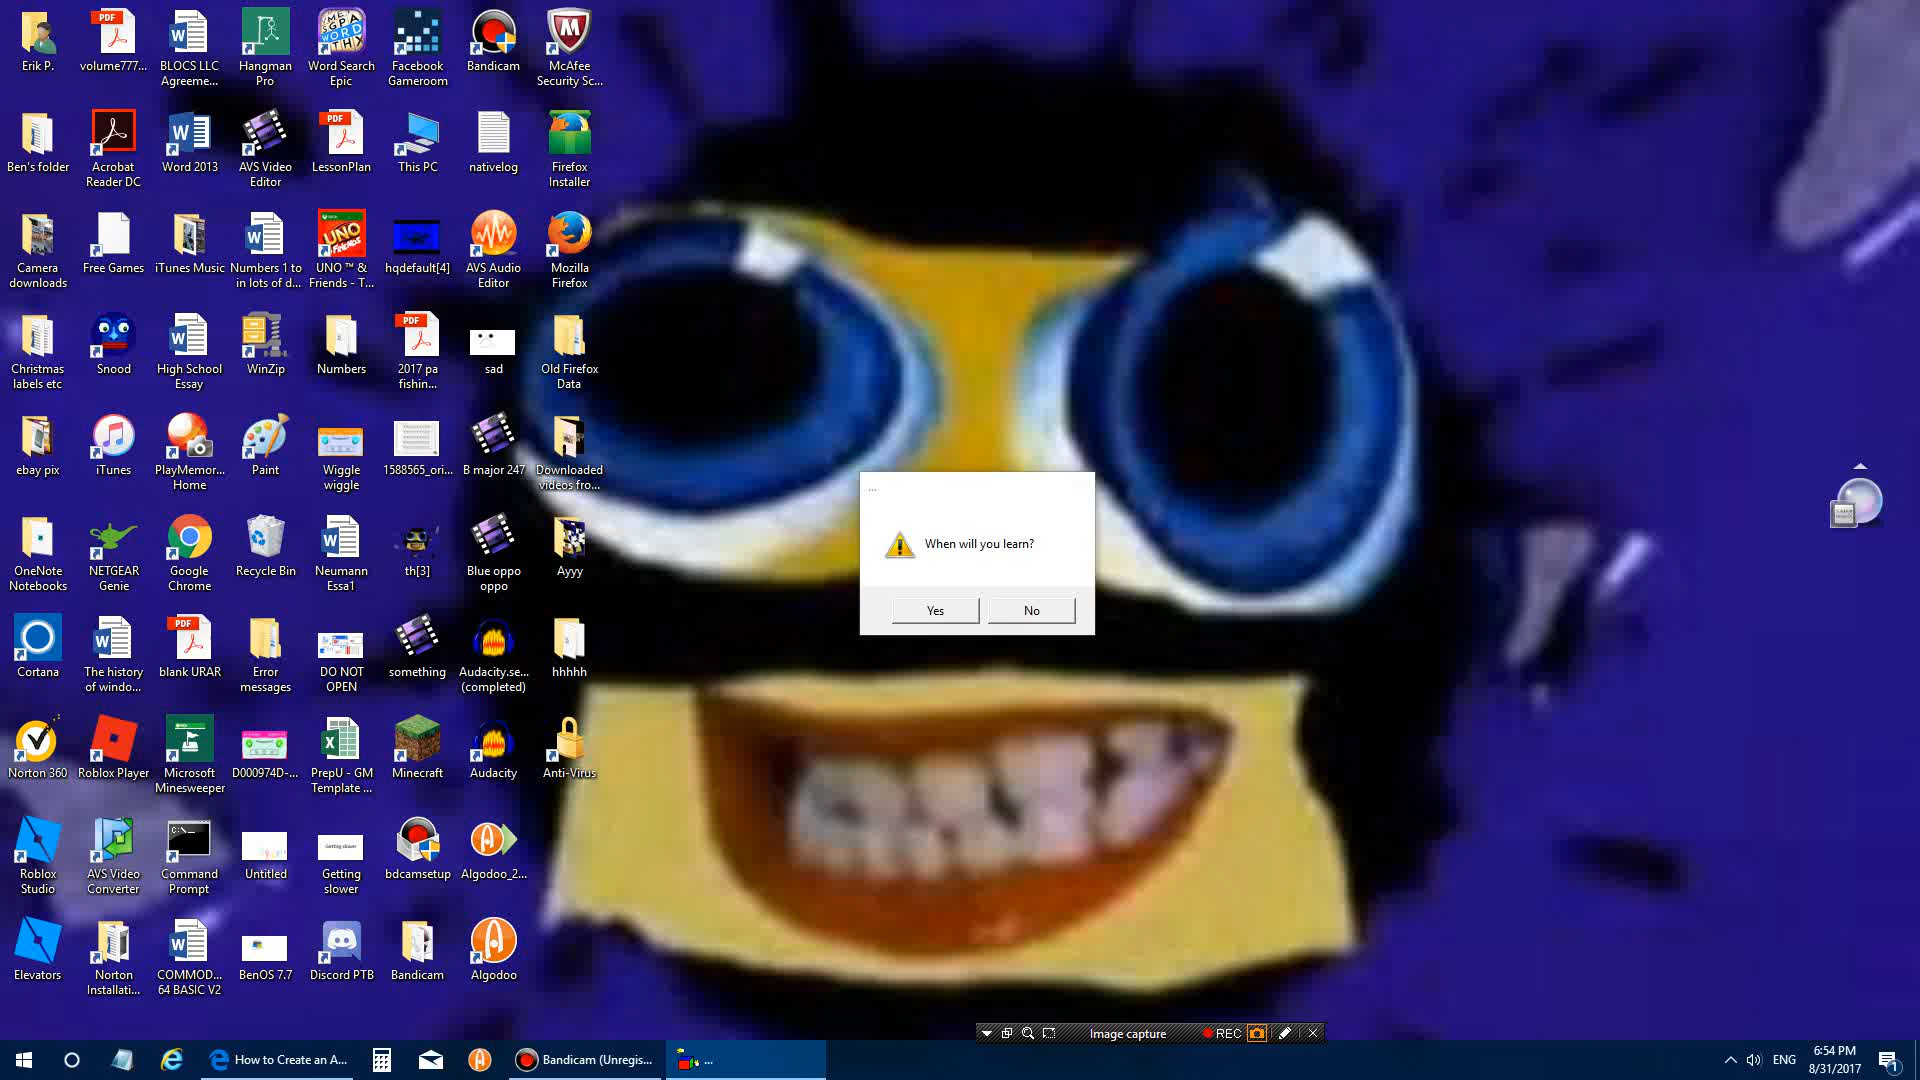 Erik P.
volume777...
BLOCS LLC
Agreeme...
Hangman
Pro
Word Search
Epic
Facebook
Gameroom
Bandicam
McAfee
Security Sc...
Ben's folder
Acrobat
Reader DC
Word 2013
AVS Video
Editor
LessonPlan
This PC
nativelog
Firefox
Installer
Camera
downloads
Free Games
iTunes Music
Numbers 1 to
in lots of d...
UNO ™ &
Friends - T...
hqdefault[4]
AVS Audio
Editor
Mozilla
Firefox
Christmas
labels etc
Snood
High School
Essay
WinZip
Numbers
2017 pa
fishin...
sad
Old Firefox
Data
ebay pix
iTunes
PlayMemor...
Home
Paint
Wiggle
wiggle
1588565_ori...
B major 247
Downloaded
videos fro...
...
When will you learn?
Yes
No
OneNote
Notebooks
NETGEAR
Genie
Google
Chrome
Recycle Bin
Neumann
Essa1
th[3]
Blue oppo
oppo
Ayyy
Cortana
The history
of windo...
blank URAR
Error
messages
DO NOT
OPEN
something
Audacity.se...
(completed)
hhhhh
Norton 360
Roblox Player
Microsoft
Minesweeper
D000974D-...
PrepU - GM
Template ...
Minecraft
Audacity
Anti-Virus
Roblox
Studio
AVS Video
Converter
Command
Prompt
Untitled
Getting
slower
bdcamsetup
Algodoo_2...
Elevators
Norton
Installati...
COMMOD...
64 BASIC V2
BenOS 7.7
Discord PTB
Bandicam
Algodoo
Image capture
REC
How to Create an A...
Bandicam (Unregis...
...
ENG
6:54 PM
8/31/2017
1